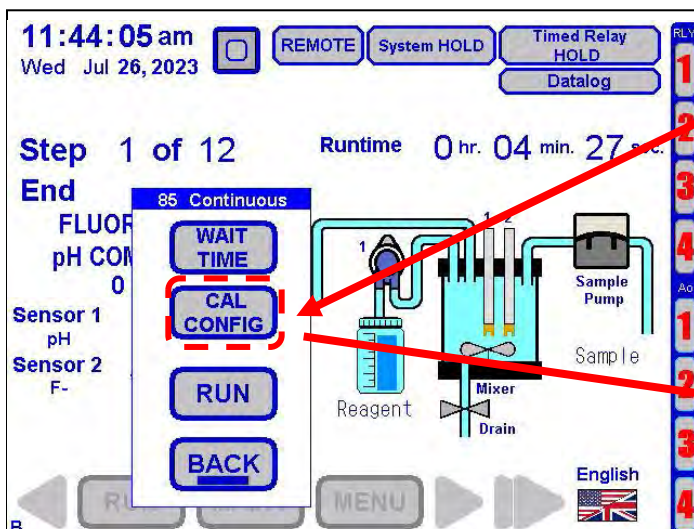 11:44:05 am
Wed Jul 26, 2023
REMOTE
System HOLD
Timed Relay
HOLD
Datalog
RLY
1
2
3
4
Step 1 of 12
Runtime 0 hr. 04 min. 27 sec.
End
85 Continuous
FLUOR
pH CON
0
WAIT
TIME
CAL
CONFIG
RUN
BACK
Sensor 1
pH
Sensor 2
F-
1
1 2
Sample
Pump
Sample
Reagent
Mixer
Drain
Ao
1
2
3
4
MENU
English
B